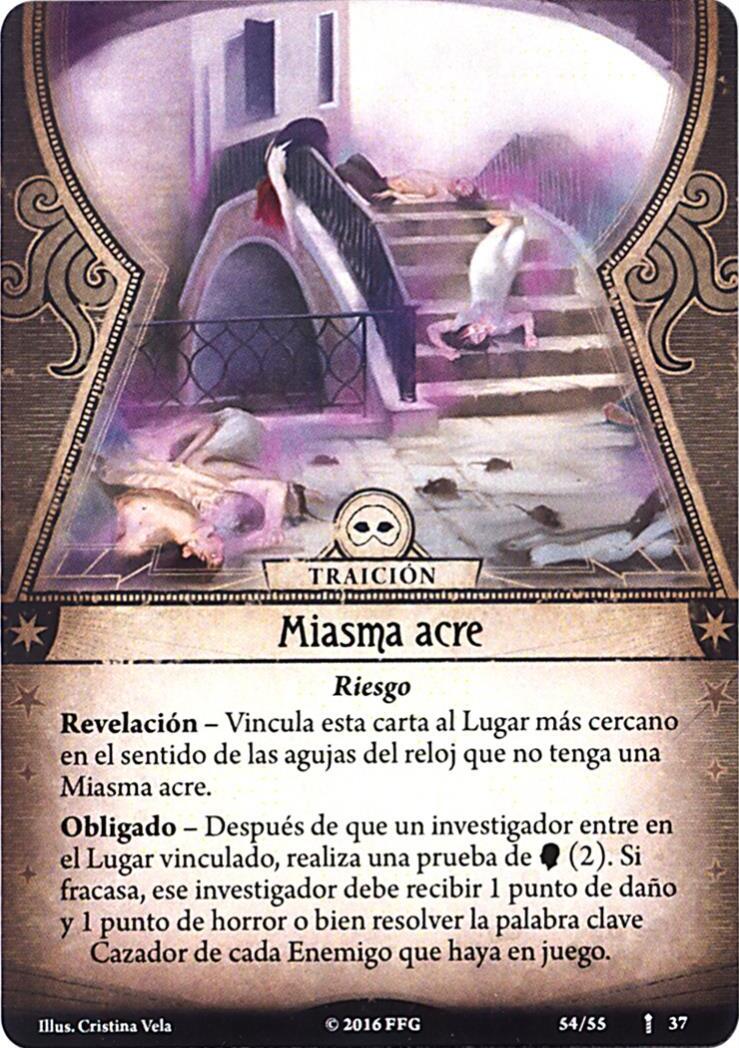 TRAICIÓN
Miasma acre
Riesgo
Revelación – Vincula esta carta al Lugar más cercano
en el sentido de las agujas del reloj que no tenga una
Miasma acre.
Obligado – Después de que un investigador entre en
el Lugar vinculado, realiza una prueba de (2). Si
fracasa, ese investigador debe recibir 1 punto de daño
y 1 punto de horror o bien resolver la palabra clave
Cazador de cada Enemigo que haya en juego.
Illus. Cristina Vela © 2016 FFG 54/55 37